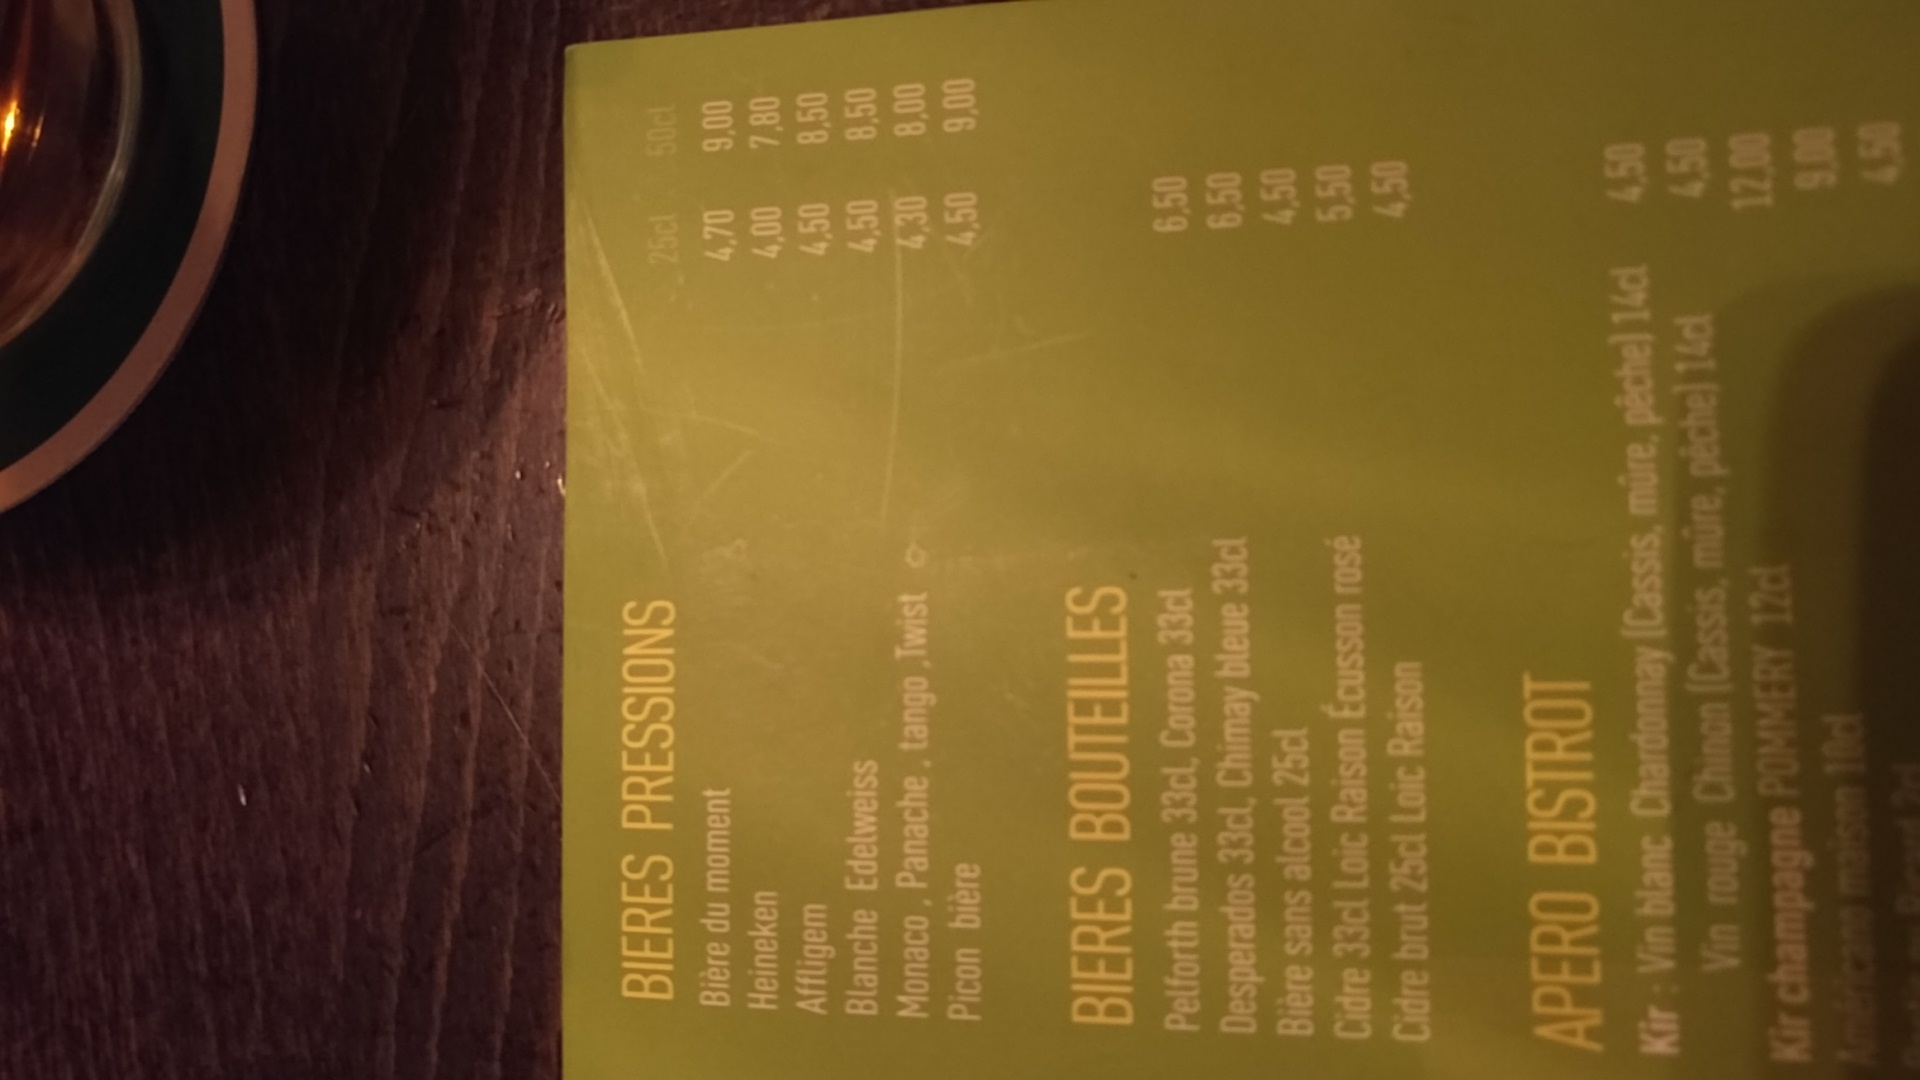 25cl 50cl
BIERES PRESSIONS
Bière du moment 4,70 9,00
Heineken 4,00 7,80
Affligem 4,50 8,50
Blanche Edelweiss 4,50 8,50
Monaco , Panache , tango ,Twist 4,30 8,00
Picon bière 4,50 9,00
BIERES BOUTEILLES
Pelforth brune 33cl, Corona 33cl 6,50
Desperados 33cl, Chimay bleue 33cl 6,50
Bière sans alcool 25cl 4,50
Cidre 33cl Loic Raison Écusson rosé 5,50
Cidre brut 25cl Loic Raison 4,50
APERO BISTROT
Kir : Vin blanc Chardonnay (Cassis, mûre, pêche) 14cl 4,50
Vin rouge Chinon (Cassis, mûre, pêche) 14cl 4,50
Kir champagne POMMERY 12cl 12,00
Américano maison 10cl 9,00
4,50